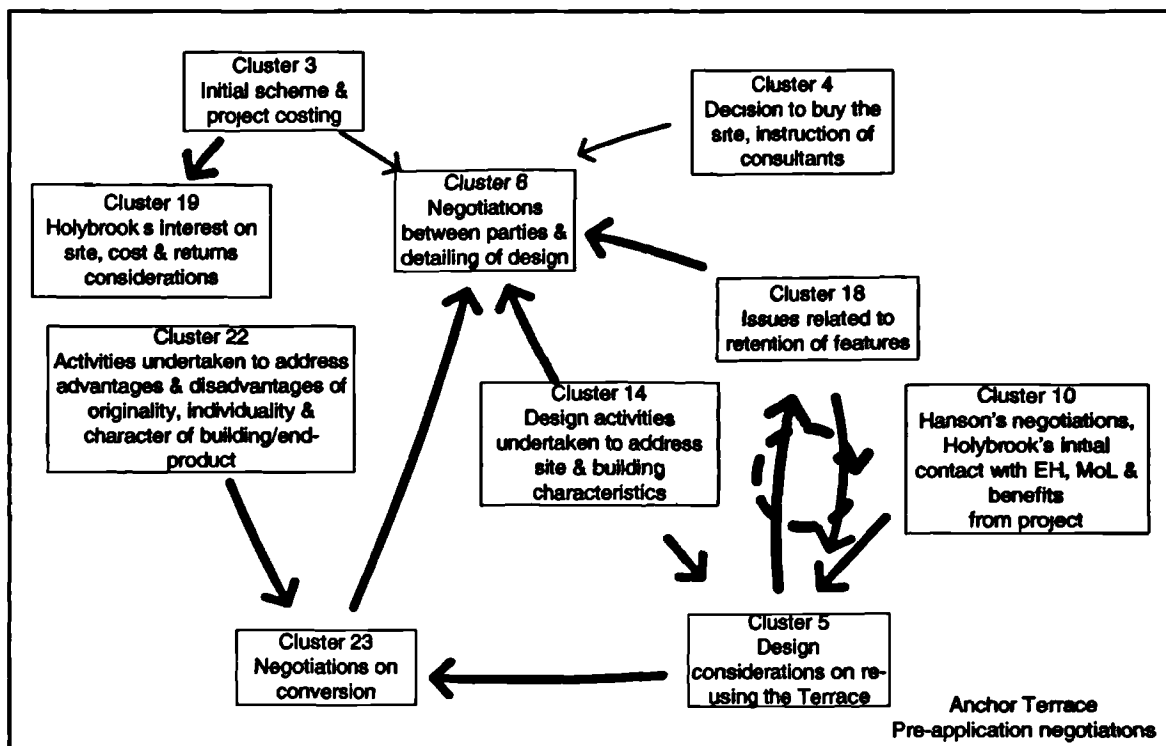 Cluster 3
Initial scheme &
project costing
Cluster 4
Decision to buy the
site, instruction of
consultants
Cluster 19
Holybrook s interest on
site, cost & returns
considerations
Cluster 6
Negotiations
between parties &
detailing of design
Cluster 18
Issues related to
retention of features
Cluster 22
Activities undertaken to address
advantages & disadvantages of
originality, individuality &
character of building/end-
product
Cluster 14
Design activities
undertaken to address
site & building
characteristics
Cluster 10
Hanson's negotiations,
Holybrook's initial
contact with EH, MoL &
benefits
from project
Cluster 23
Negotiations on
conversion
Cluster 5
Design
considerations on re-
using the Terrace
Anchor Terrace
Pre-application negotiations